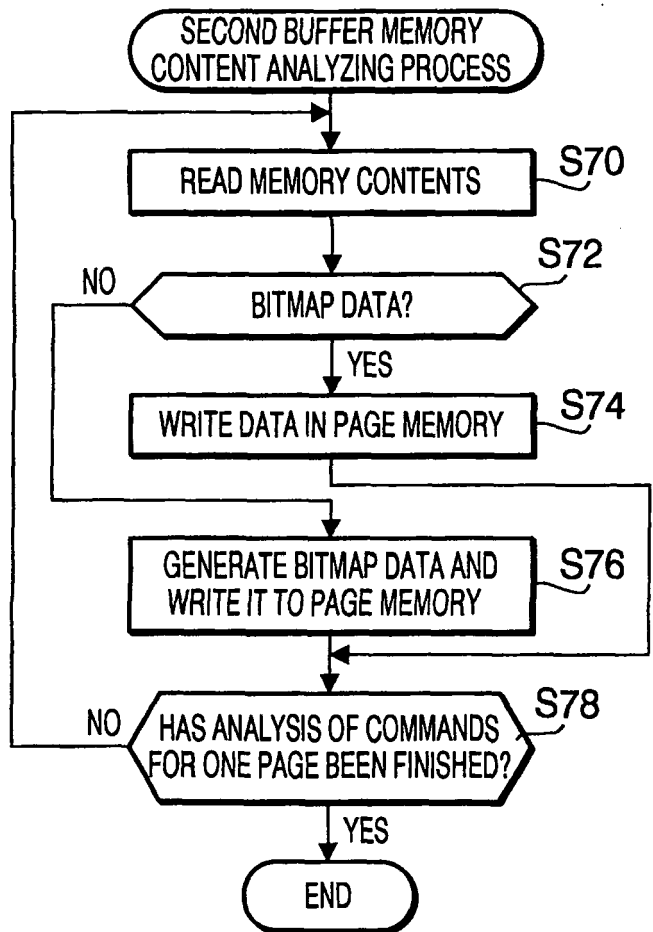 SECOND BUFFER MEMORY
CONTENT ANALYZING PROCESS
READ MEMORY CONTENTS
S70
S72
NO
BITMAP DATA?
YES
S74
WRITE DATA IN PAGE MEMORY
GENERATE BITMAP DATA AND
WRITE IT TO PAGE MEMORY
S76
NO
S78
HAS ANALYSIS OF COMMANDS
FOR ONE PAGE BEEN FINISHED?
YES
END